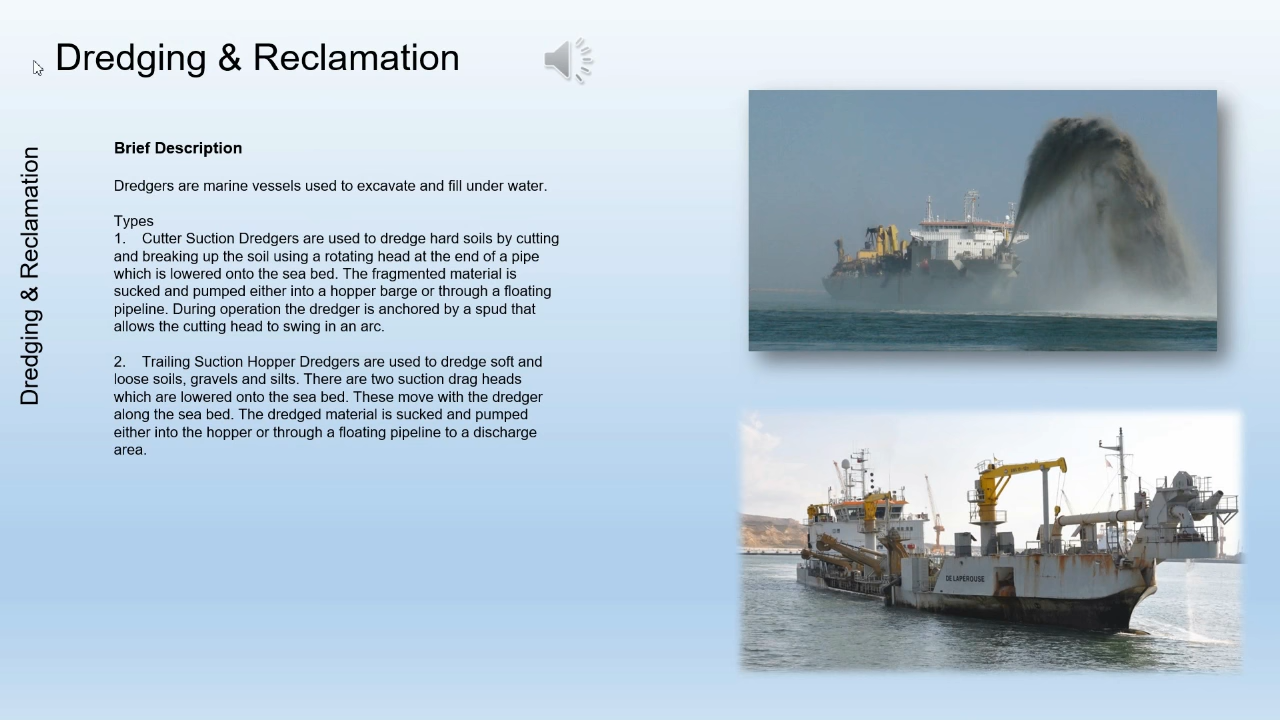 Dredging & Reclamation
Dredging & Reclamation
Brief Description
Dredgers are marine vessels used to excavate and fill under water.
Types
1. Cutter Suction Dredgers are used to dredge hard soils by cutting
and breaking up the soil using a rotating head at the end of a pipe
which is lowered onto the sea bed. The fragmented material is
sucked and pumped either into a hopper barge or through a floating
pipeline. During operation the dredger is anchored by a spud that
allows the cutting head to swing in an arc.
2. Trailing Suction Hopper Dredgers are used to dredge soft and
loose soils, gravels and silts. There are two suction drag heads
which are lowered onto the sea bed. These move with the dredger
along the sea bed. The dredged material is sucked and pumped
either into the hopper or through a floating pipeline to a discharge
area.
DE LAPEROUSE